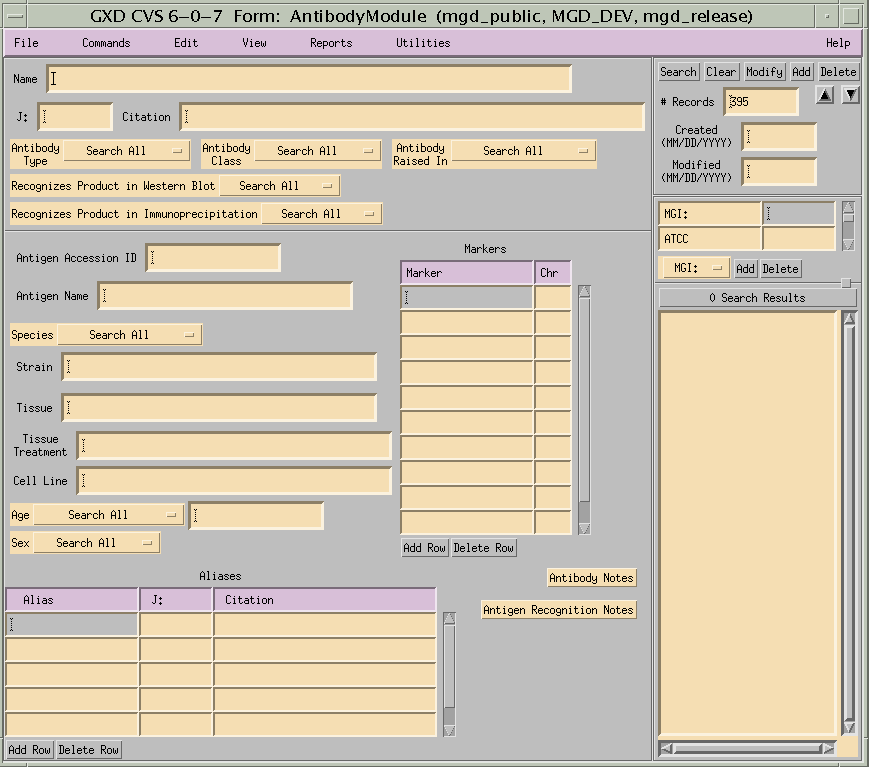 GXD CVS 6-0-7 Form: AntibodyModule (mgd_public, MGD_DEV, mgd_release)
File Commands Edit View Reports Utilities Help
Name
J: Citation
Antibody Type Search All Antibody Class Search All Antibody Raised In Search All
Recognizes Product in Western Blot Search All
Recognizes Product in Immunoprecipitation Search All
Search Clear Modify Add Delete
# Records 395
Created (MM/DD/YYYY)
Modified (MM/DD/YYYY)
MGI:
ATCC
MGI: Add Delete
0 Search Results
Antigen Accession ID
Antigen Name
Species Search All
Strain
Tissue
Tissue Treatment
Cell Line
Age Search All
Sex Search All
Markers
Marker Chr
Add Row Delete Row
Antibody Notes
Antigen Recognition Notes
Aliases
Alias J: Citation
Add Row Delete Row